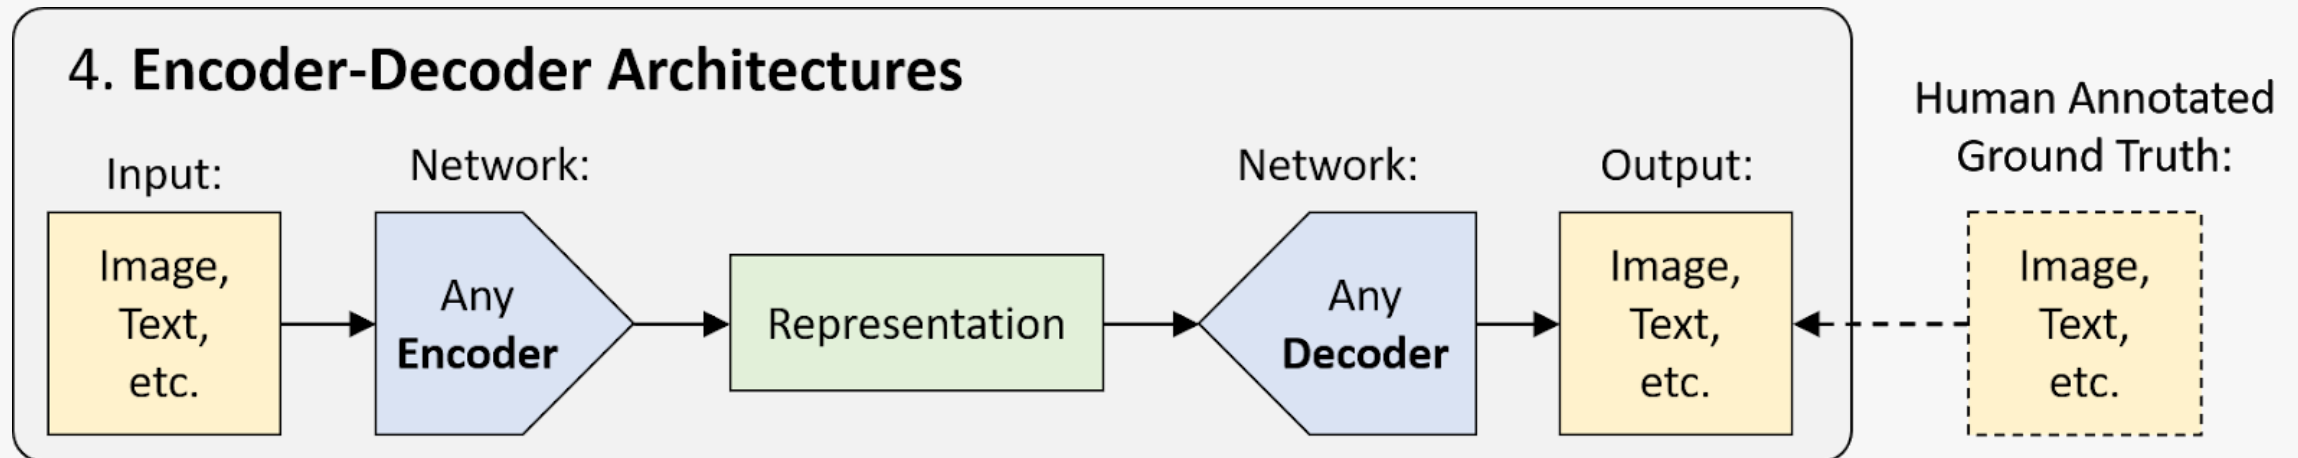 4. Encoder-Decoder Architectures
Human Annotated
Ground Truth:
Input:
Network:
Network:
Output:
Image,
Text,
etc.
Any
Encoder
Representation
Any
Decoder
Image,
Text,
etc.
Image,
Text,
etc.